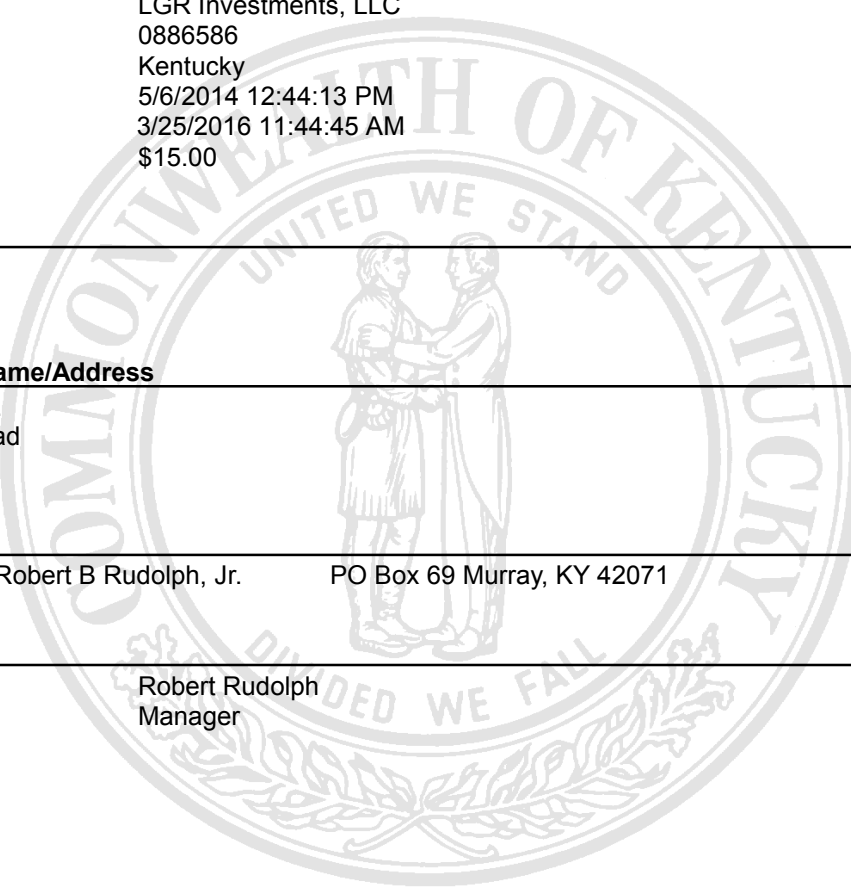 LGR Investments, LLC
0886586
Kentucky
5/6/2014 12:44:13 PM
3/25/2016 11:44:45 AM
$15.00
COMMONWEALTH OF KENTUCKY
UNITED WE STAND
ame/Address
ad
Robert B Rudolph, Jr. PO Box 69 Murray, KY 42071
DIVIDED WE FALL
Robert Rudolph
Manager